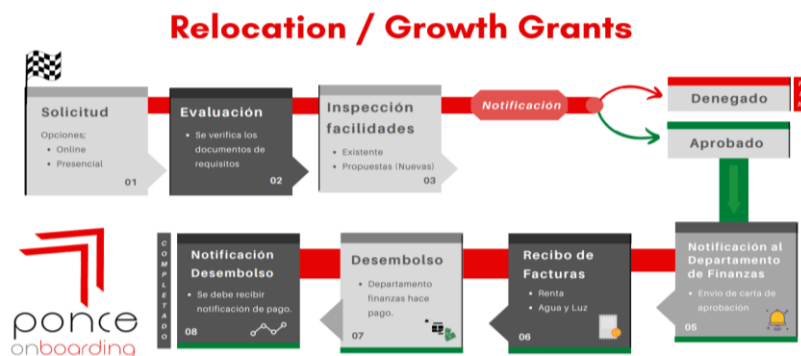 Relocation / Growth Grants
Solicitud
Opciones;
• Online
• Presencial
01
Evaluación
• Se verifica los
documentos de
requisitos
02
Inspección
facilidades
• Existente
• Propuestas (Nuevas)
03
Notificación
Denegado
Aprobado
Notificación al
Departamento
de Finanzas
• Envio de carta de
aprobación
05
Recibo de
Facturas
• Renta
• Agua y Luz
06
Desembolso
• Departamento
finanzas hace
pago.
07
Notificación
Desembolso
• Se debe recibir
notificación de pago.
08
COMPLETADO
ponce
onboarding